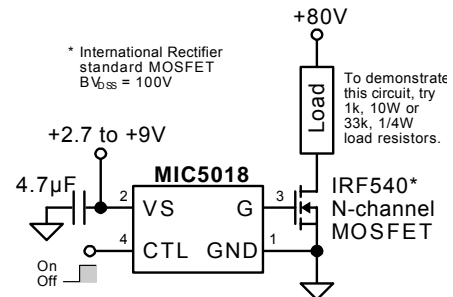 +80V
* International Rectifier
standard MOSFET
BVDSS = 100V
Load
To demonstrate
this circuit, try
1k, 10W or
33k, 1/4W
load resistors.
+2.7 to +9V
4.7µF
MIC5018
2
VS
G
3
IRF540*
N-channel
MOSFET
4
CTL
GND
1
On
Off